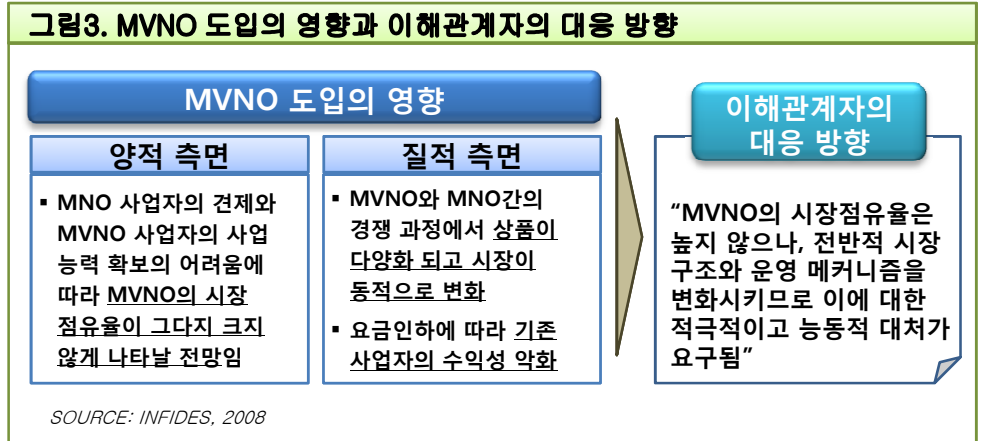 그림3. MVNO 도입의 영향과 이해관계자의 대응 방향
MVNO 도입의 영향
양적 측면
▪ MNO 사업자의 견제와
MVNO 사업자의 사업
능력 확보의 어려움에
따라 MVNO의 시장
점유율이 그다지 크지
않게 나타날 전망임
질적 측면
▪ MVNO와 MNO간의
경쟁 과정에서 상품이
다양화 되고 시장이
동적으로 변화
▪ 요금인하에 따라 기존
사업자의 수익성 악화
이해관계자의
대응 방향
“MVNO의 시장점유율은
높지 않으나, 전반적 시장
구조와 운영 메커니즘을
변화시키므로 이에 대한
적극적이고 능동적 대처가
요구됨”
SOURCE: INFIDES, 2008